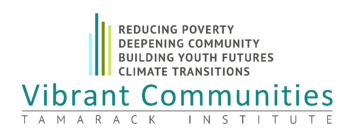 REDUCING POVERTY
DEEPENING COMMUNITY
BUILDING YOUTH FUTURES
CLIMATE TRANSITIONS
Vibrant Communities
TAMARACK INSTITUTE